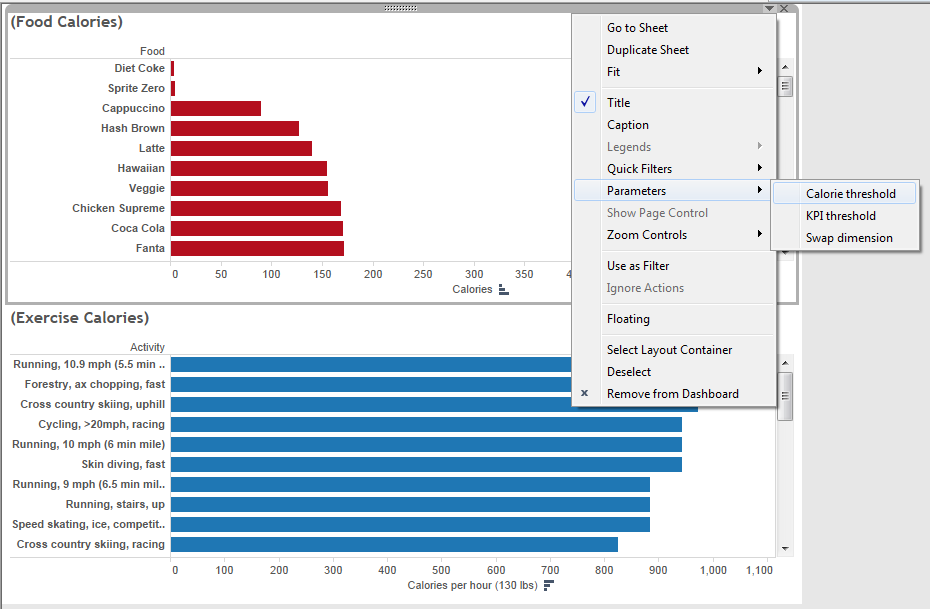 (Food Calories)
Food
Diet Coke
Sprite Zero
Cappuccino
Hash Brown
Latte
Hawaiian
Veggie
Chicken Supreme
Coca Cola
Fanta
0 50 100 150 200 250 300 350 4
Calories
Go to Sheet
Duplicate Sheet
Fit
Title
Caption
Legends
Quick Filters
Parameters
Show Page Control
Zoom Controls
Use as Filter
Ignore Actions
Floating
Select Layout Container
Deselect
Remove from Dashboard
Calorie threshold
KPI threshold
Swap dimension
(Exercise Calories)
Activity
Running, 10.9 mph (5.5 min ..
Forestry, ax chopping, fast
Cross country skiing, uphill
Cycling, >20mph, racing
Running, 10 mph (6 min mile)
Skin diving, fast
Running, 9 mph (6.5 min mil..
Running, stairs, up
Speed skating, ice, competit..
Cross country skiing, racing
0 100 200 300 400 500 600 700 800 900 1,000 1,100
Calories per hour (130 lbs)